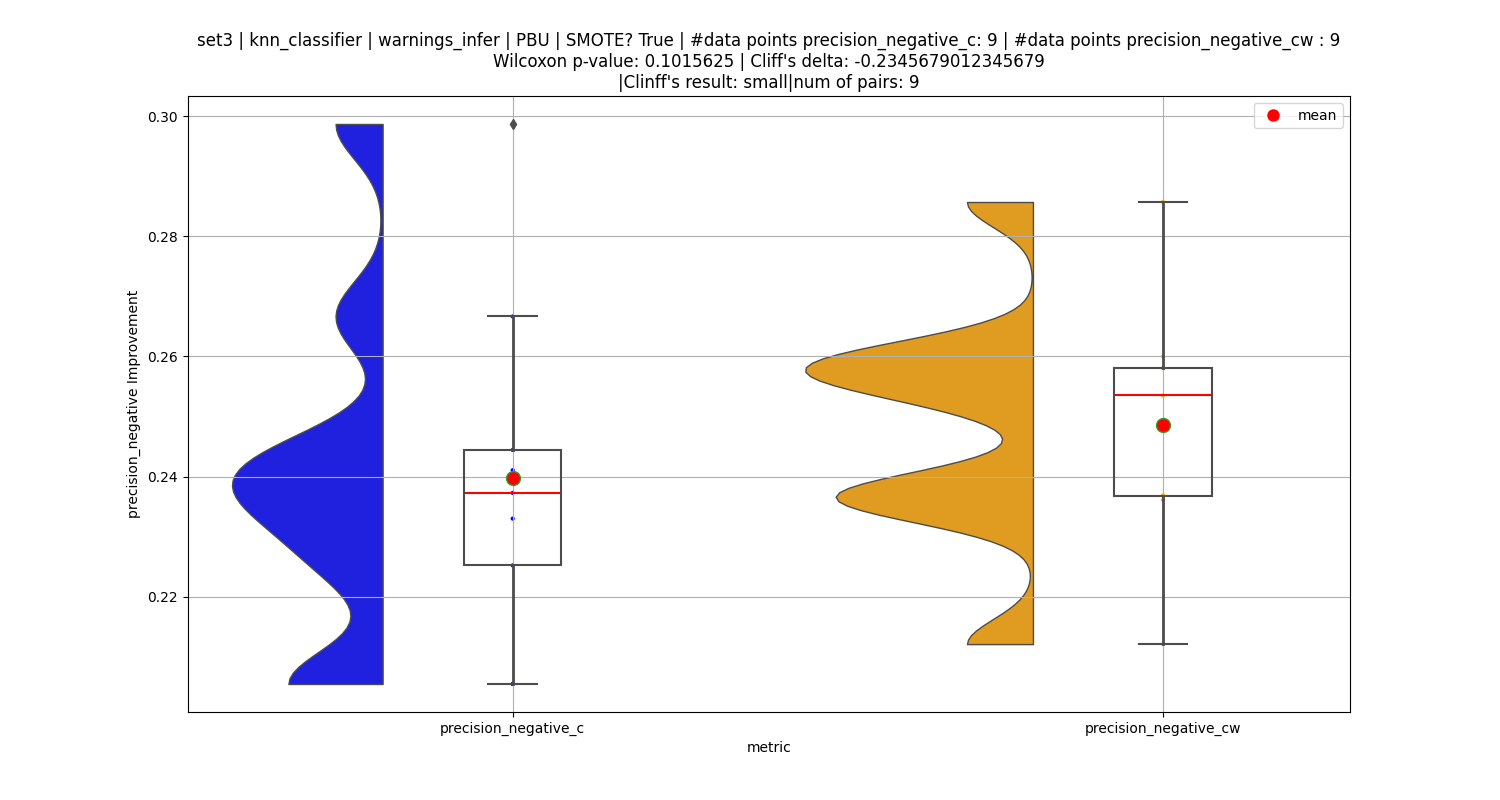 set3 | knn_classifier | warnings_infer | PBU | SMOTE? True | #data points precision_negative_c: 9 | #data points precision_negative_cw : 9
Wilcoxon p-value: 0.1015625 | Cliff's delta: -0.2345679012345679
|Clinff's result: small|num of pairs: 9
mean
0.30
0.28
0.26
0.24
0.22
precision_negative Improvement
precision_negative_c
precision_negative_cw
metric